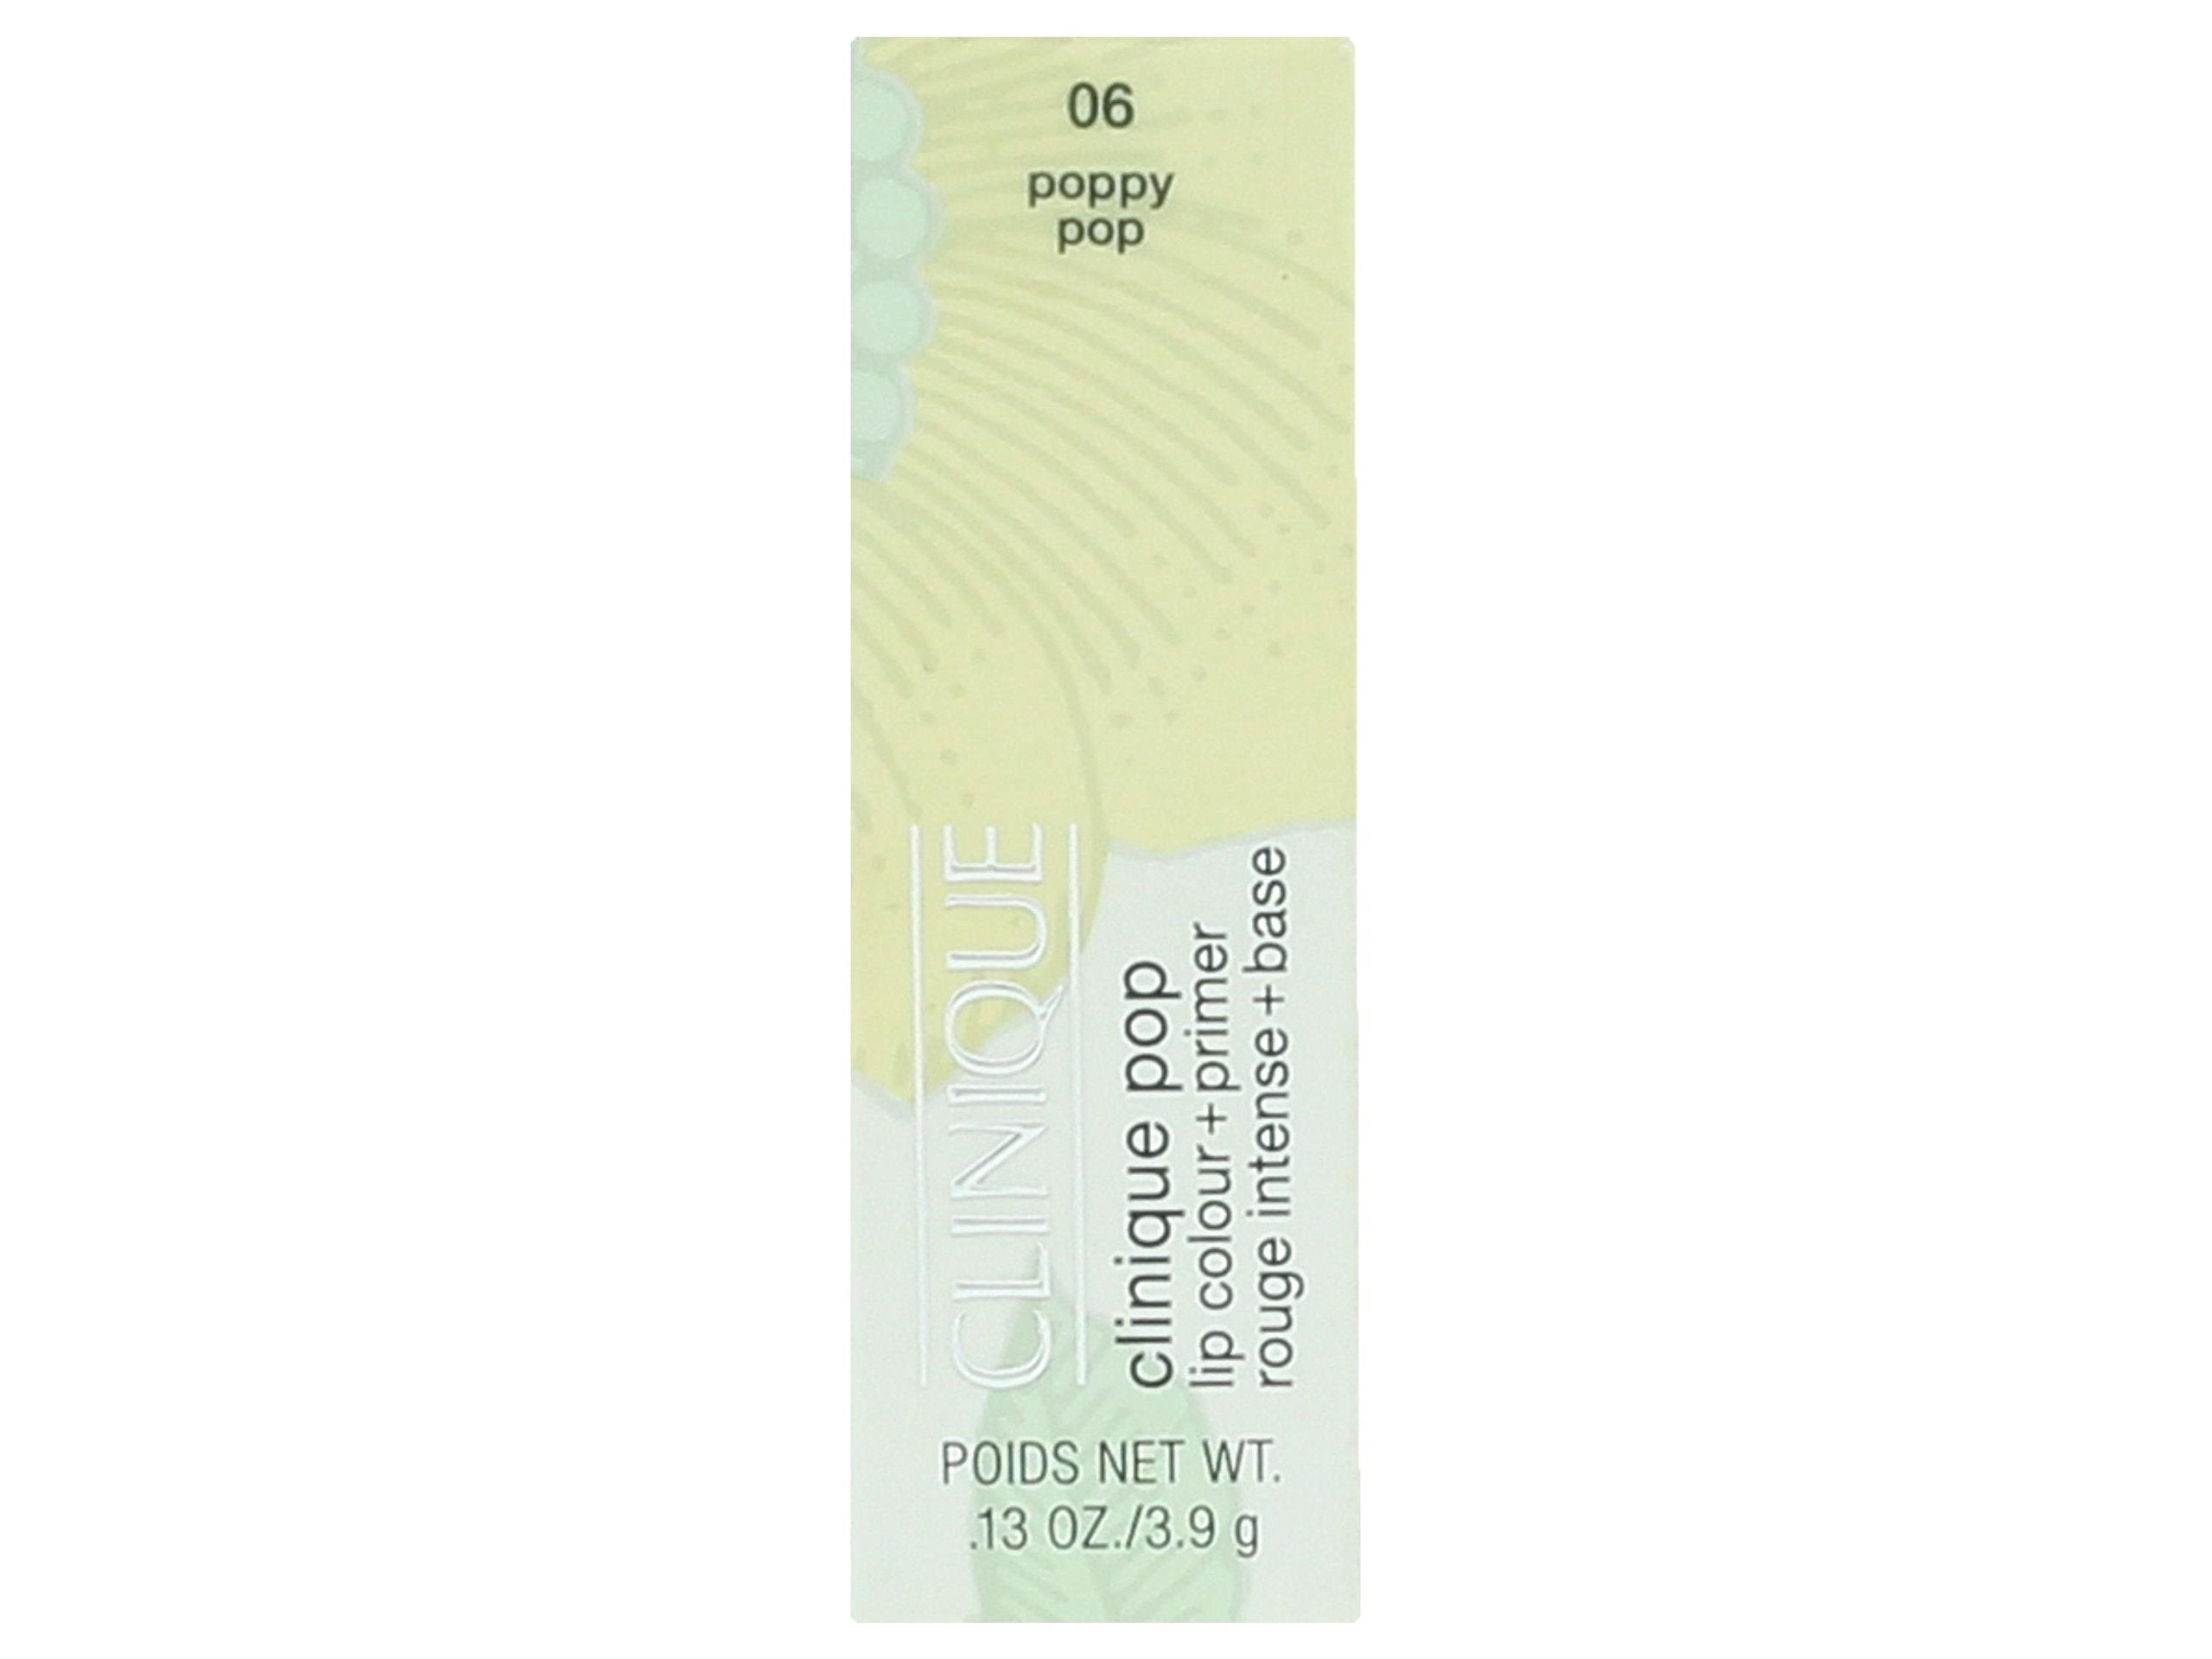 06
poppy
pop
CLINIQUE
clinique pop
lip colour+primer
rouge intense+base
POIDS NET WT.
.13 OZ./3.9 g